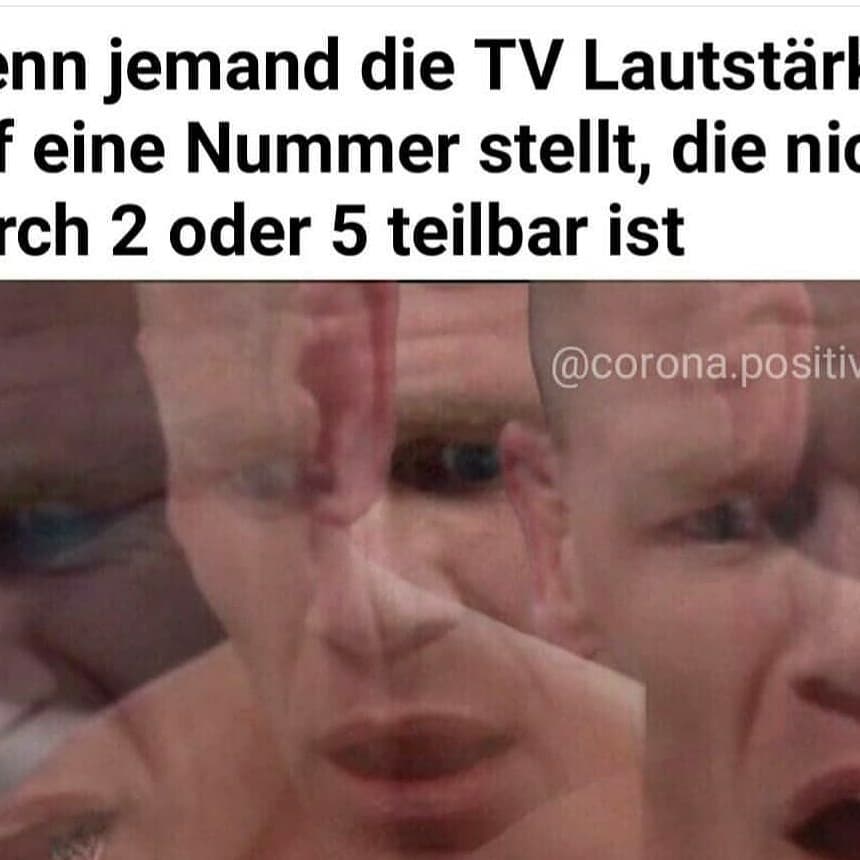 enn jemand die TV Lautstärk
f eine Nummer stellt, die nic
rch 2 oder 5 teilbar ist
@corona.positiv